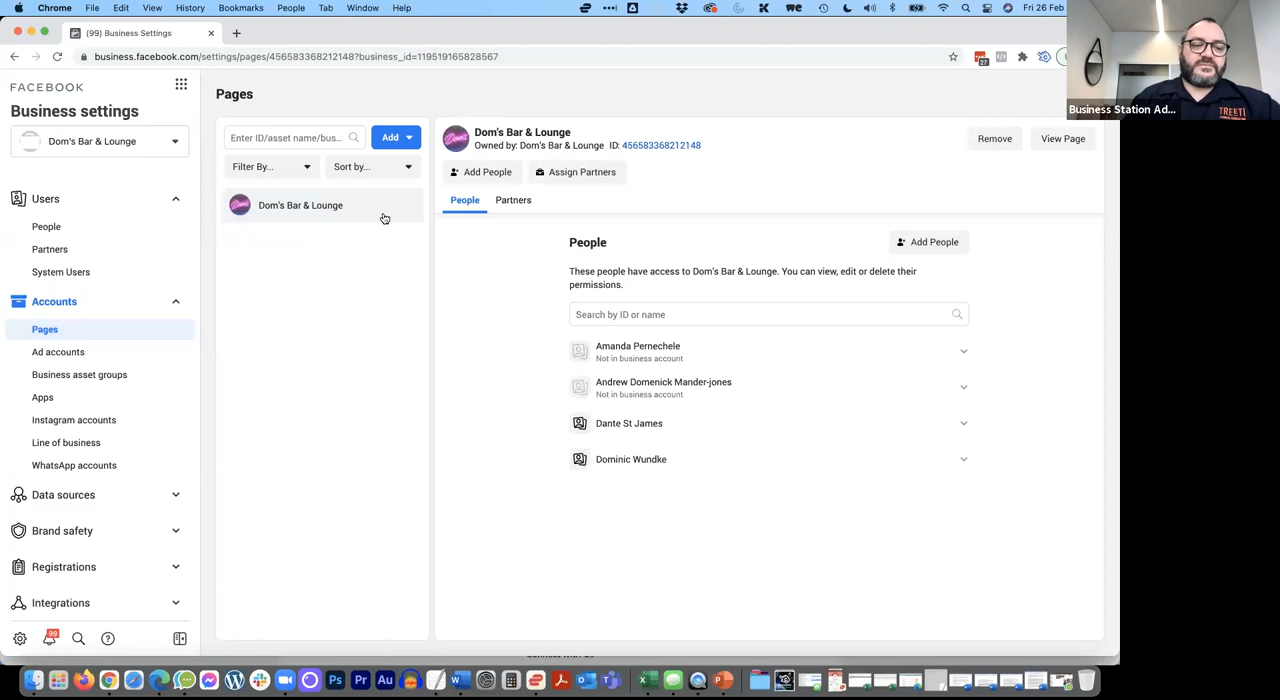 Chrome File Edit View History Bookmarks People Tab Window Help
Fri 26 Feb
(99) Business Settings
business.facebook.com/settings/pages/456583368212148?business_id=119519165828567
27
Business Station Ad...
TREETI
FACEBOOK
Business settings
Dom's Bar & Lounge
Users
People
Partners
System Users
Accounts
Pages
Ad accounts
Business asset groups
Apps
Instagram accounts
Line of business
WhatsApp accounts
Data sources
Brand safety
Registrations
Integrations
99
Pages
Enter ID/asset name/bus...
Add
Filter By...
Sort by...
Dom's Bar & Lounge
Dom's Bar & Lounge
Owned by: Dom's Bar & Lounge ID: 456583368212148
Remove
View Page
Add People
Assign Partners
People
Partners
People
Add People
These people have access to Dom's Bar & Lounge. You can view, edit or delete their
permissions.
Search by ID or name
Amanda Pernechele
Not in business account
Andrew Domenick Mander-jones
Not in business account
Dante St James
Dominic Wundke
Ps Pr Au